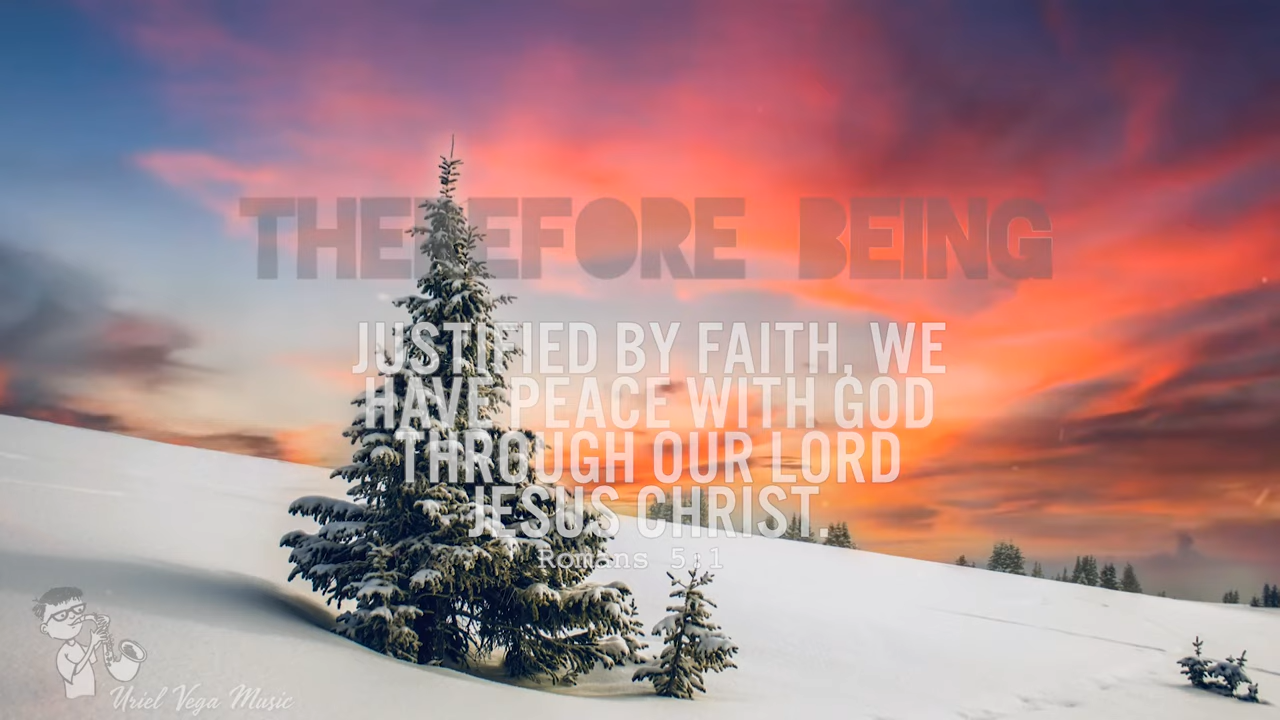 THEREFORE BEING
JUSTIFIED BY FAITH, WE
HAVE PEACE WITH GOD
THROUGH OUR LORD
JESUS CHRIST.
Romans 5:1
Uriel Vega Music